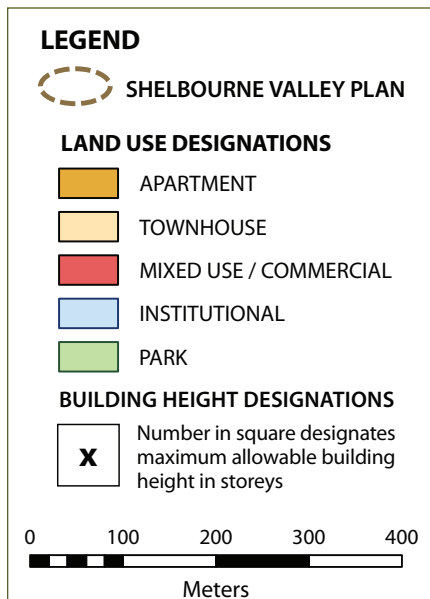 LEGEND
SHELBOURNE VALLEY PLAN
LAND USE DESIGNATIONS
APARTMENT
TOWNHOUSE
MIXED USE / COMMERCIAL
INSTITUTIONAL
PARK
BUILDING HEIGHT DESIGNATIONS
X
Number in square designates
maximum allowable building
height in storeys
0 100 200 300 400
Meters